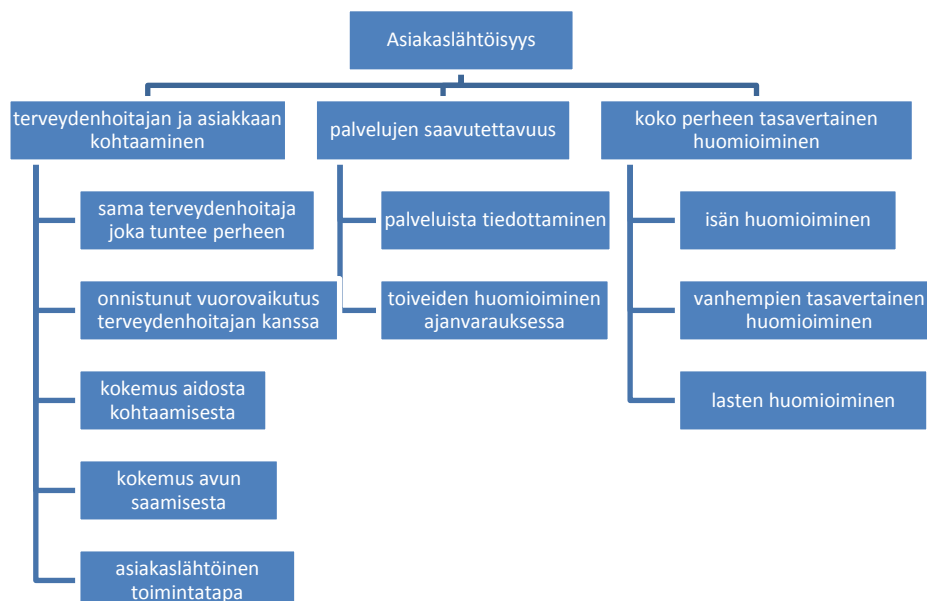 Asiakaslähtöisyys
terveydenhoitajan ja asiakkaan
kohtaaminen
sama terveydenhoitaja
joka tuntee perheen
onnistunut vuorovaikutus
terveydenhoitajan kanssa
kokemus aidosta
kohtaamisesta
kokemus avun
saamisesta
asiakaslähtöinen
toimintatapa
palvelujen saavutettavuus
palveluista tiedottaminen
toiveiden huomioiminen
ajanvarauksessa
koko perheen tasavertainen
huomioiminen
isän huomioiminen
vanhempien tasavertainen
huomioiminen
lasten huomioiminen